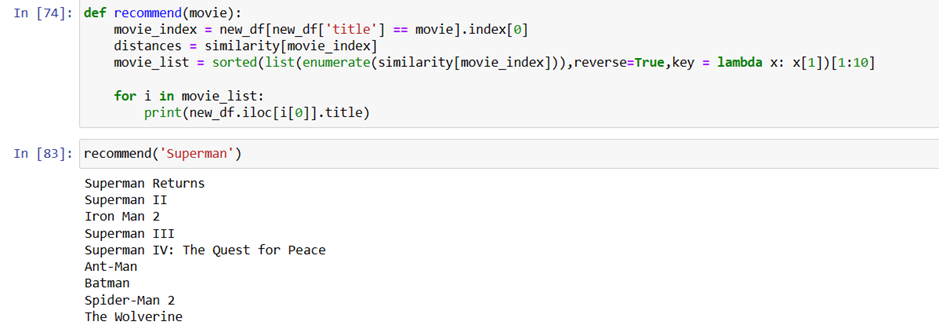 In [74]: def recommend(movie):
    movie_index = new_df[new_df['title'] == movie].index[0]
    distances = similarity[movie_index]
    movie_list = sorted(list(enumerate(similarity[movie_index])),reverse=True,key = lambda x: x[1])[1:10]
    for i in movie_list:
        print(new_df.iloc[i[0]].title)
In [83]: recommend('Superman')
Superman Returns
Superman II
Iron Man 2
Superman III
Superman IV: The Quest for Peace
Ant-Man
Batman
Spider-Man 2
The Wolverine